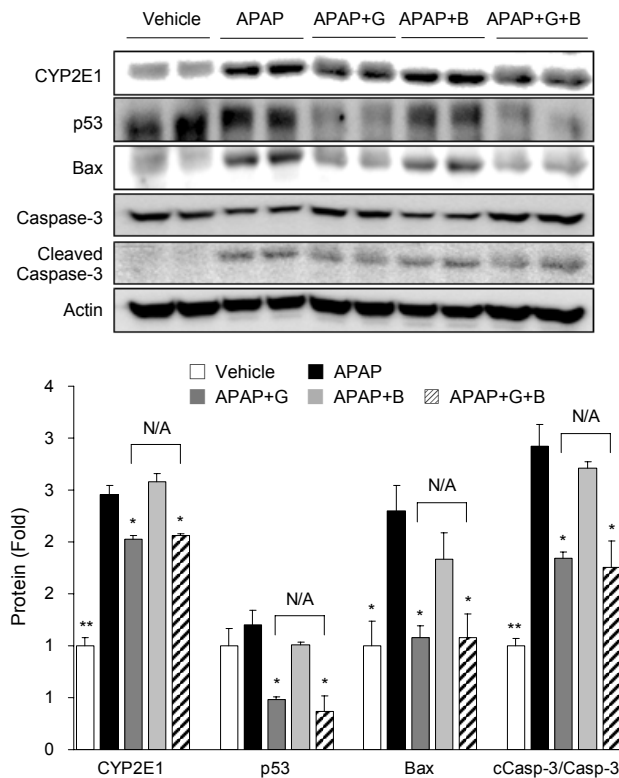 Vehicle APAP APAP+G APAP+B APAP+G+B
CYP2E1
p53
Bax
Caspase-3
Cleaved
Caspase-3
Actin
Vehicle APAP
APAP+G APAP+B APAP+G+B
Protein (Fold)
4
3
3
2
2
1
1
0
N/A
N/A
N/A
N/A
** * *
* *
* * *
** * *
CYP2E1 p53 Bax cCasp-3/Casp-3